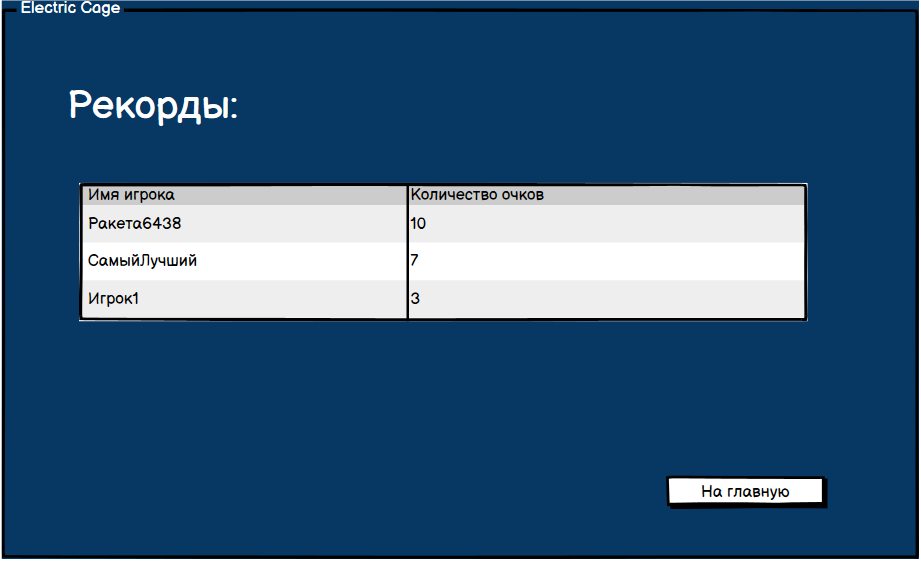 Electric Cage
Рекорды:
Имя игрока Количество очков
Ракета6438 10
СамыйЛучший 7
Игрок1 3
На главную